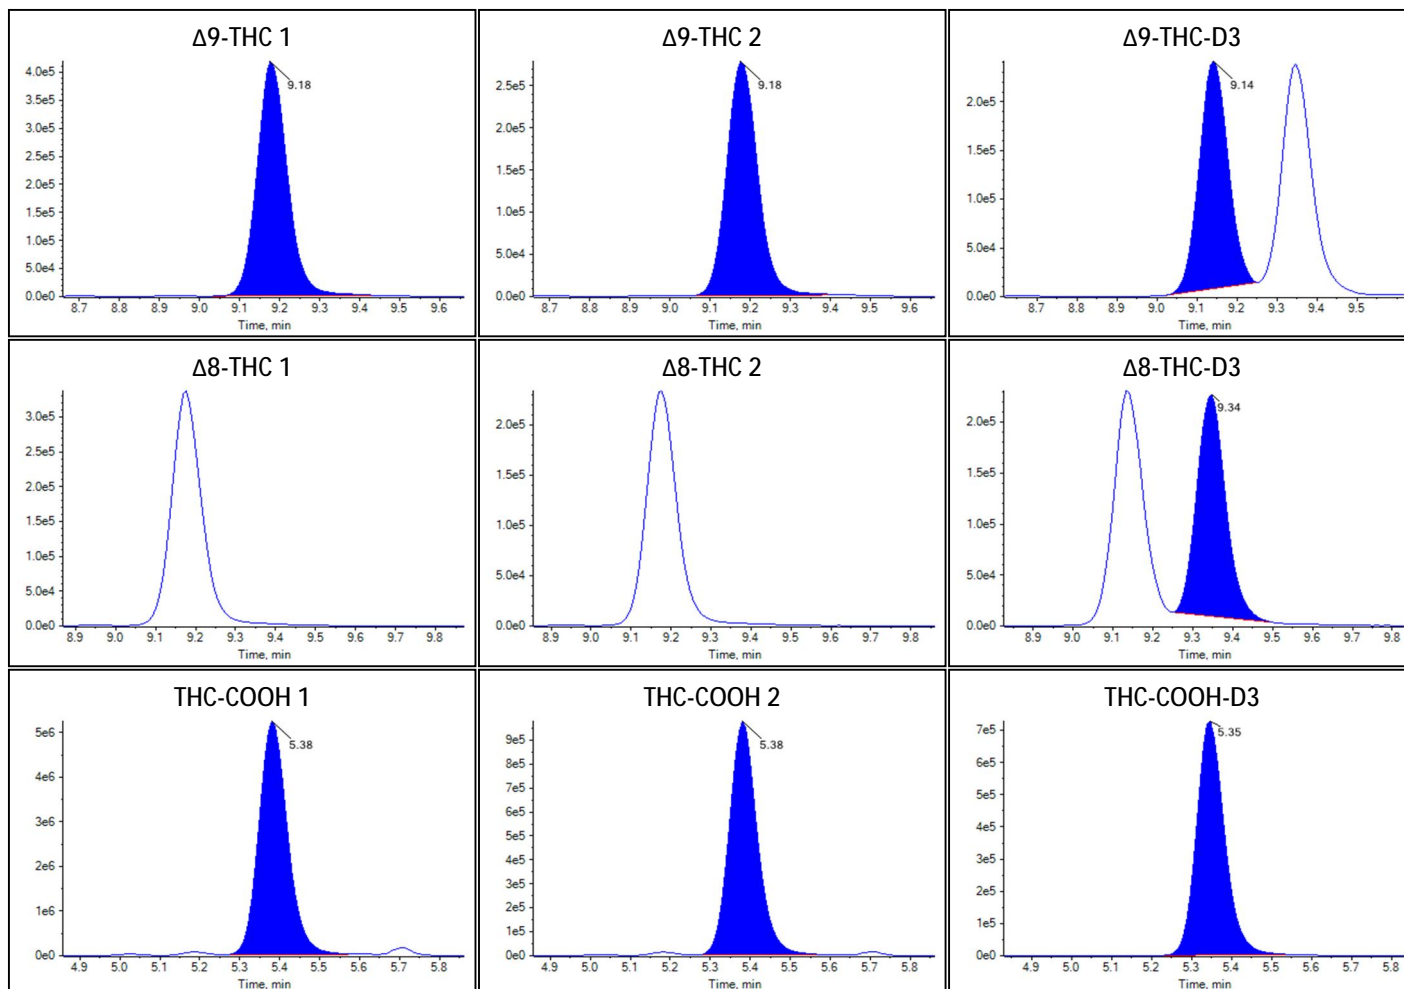 Δ9-THC 1
4.0e5
3.5e5
3.0e5
2.5e5
2.0e5
1.5e5
1.0e5
5.0e4
0.0e0
9.18
8.7 8.8 8.9 9.0 9.1 9.2 9.3 9.4 9.5 9.6
Time, min
Δ9-THC 2
2.5e5
2.0e5
1.5e5
1.0e5
5.0e4
0.0e0
9.18
8.7 8.8 8.9 9.0 9.1 9.2 9.3 9.4 9.5 9.6
Time, min
Δ9-THC-D3
2.0e5
1.5e5
1.0e5
5.0e4
0.0e0
9.14
8.7 8.8 8.9 9.0 9.1 9.2 9.3 9.4 9.5
Time, min
Δ8-THC 1
3.0e5
2.5e5
2.0e5
1.5e5
1.0e5
5.0e4
0.0e0
8.9 9.0 9.1 9.2 9.3 9.4 9.5 9.6 9.7 9.8
Time, min
Δ8-THC 2
2.0e5
1.5e5
1.0e5
5.0e4
0.0e0
8.9 9.0 9.1 9.2 9.3 9.4 9.5 9.6 9.7 9.8
Time, min
Δ8-THC-D3
2.0e5
1.5e5
1.0e5
5.0e4
0.0e0
9.34
8.9 9.0 9.1 9.2 9.3 9.4 9.5 9.6 9.7 9.8
Time, min
THC-COOH 1
5e6
4e6
3e6
2e6
1e6
0e0
5.38
4.9 5.0 5.1 5.2 5.3 5.4 5.5 5.6 5.7 5.8
Time, min
THC-COOH 2
9e5
8e5
7e5
6e5
5e5
4e5
3e5
2e5
1e5
0e0
5.38
4.9 5.0 5.1 5.2 5.3 5.4 5.5 5.6 5.7 5.8
Time, min
THC-COOH-D3
7e5
6e5
5e5
4e5
3e5
2e5
1e5
0e0
5.35
4.9 5.0 5.1 5.2 5.3 5.4 5.5 5.6 5.7 5.8
Time, min